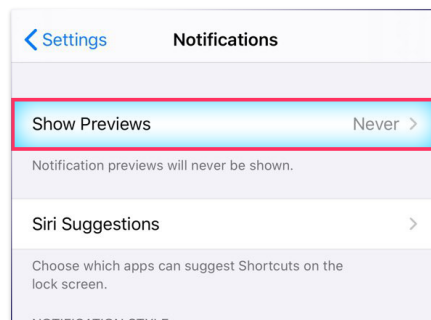 Settings Notifications
Show Previews Never
Notification previews will never be shown.
Siri Suggestions
Choose which apps can suggest Shortcuts on the
lock screen.